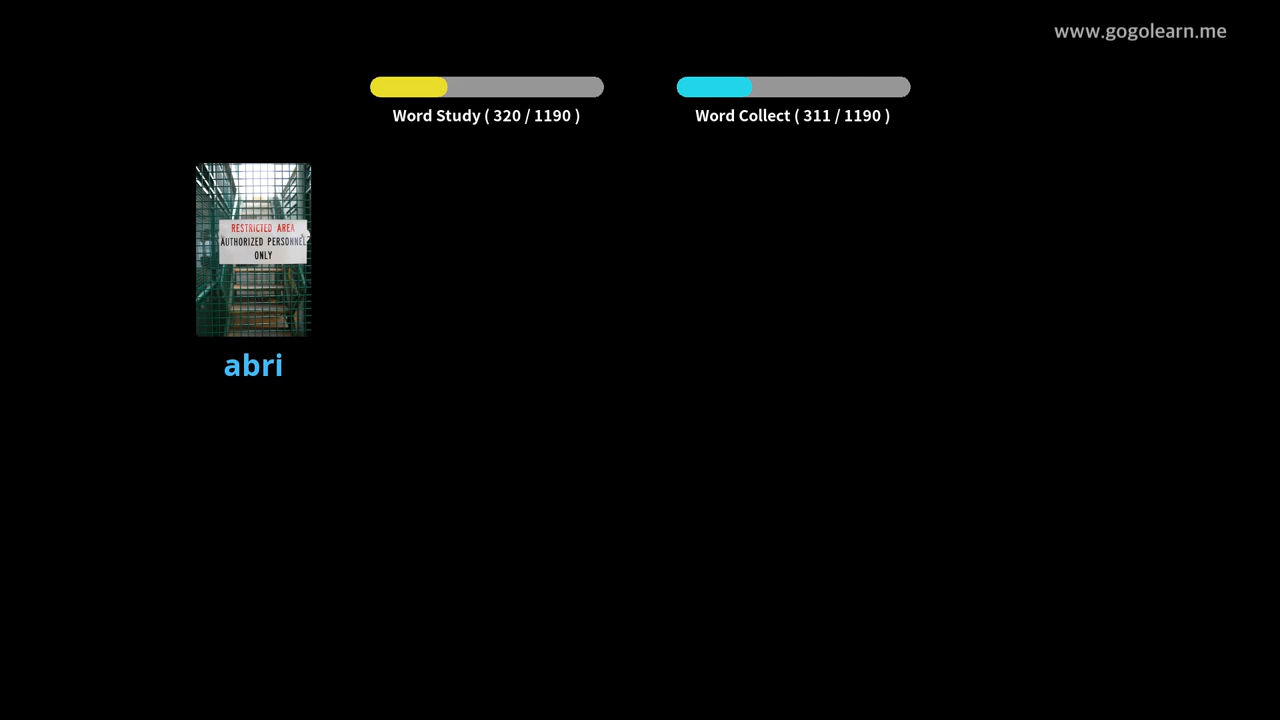 www.gogolearn.me
Word Study ( 320 / 1190 )
Word Collect ( 311 / 1190 )
RESTRICTED AREA
AUTHORIZED PERSONNEL
ONLY
abri